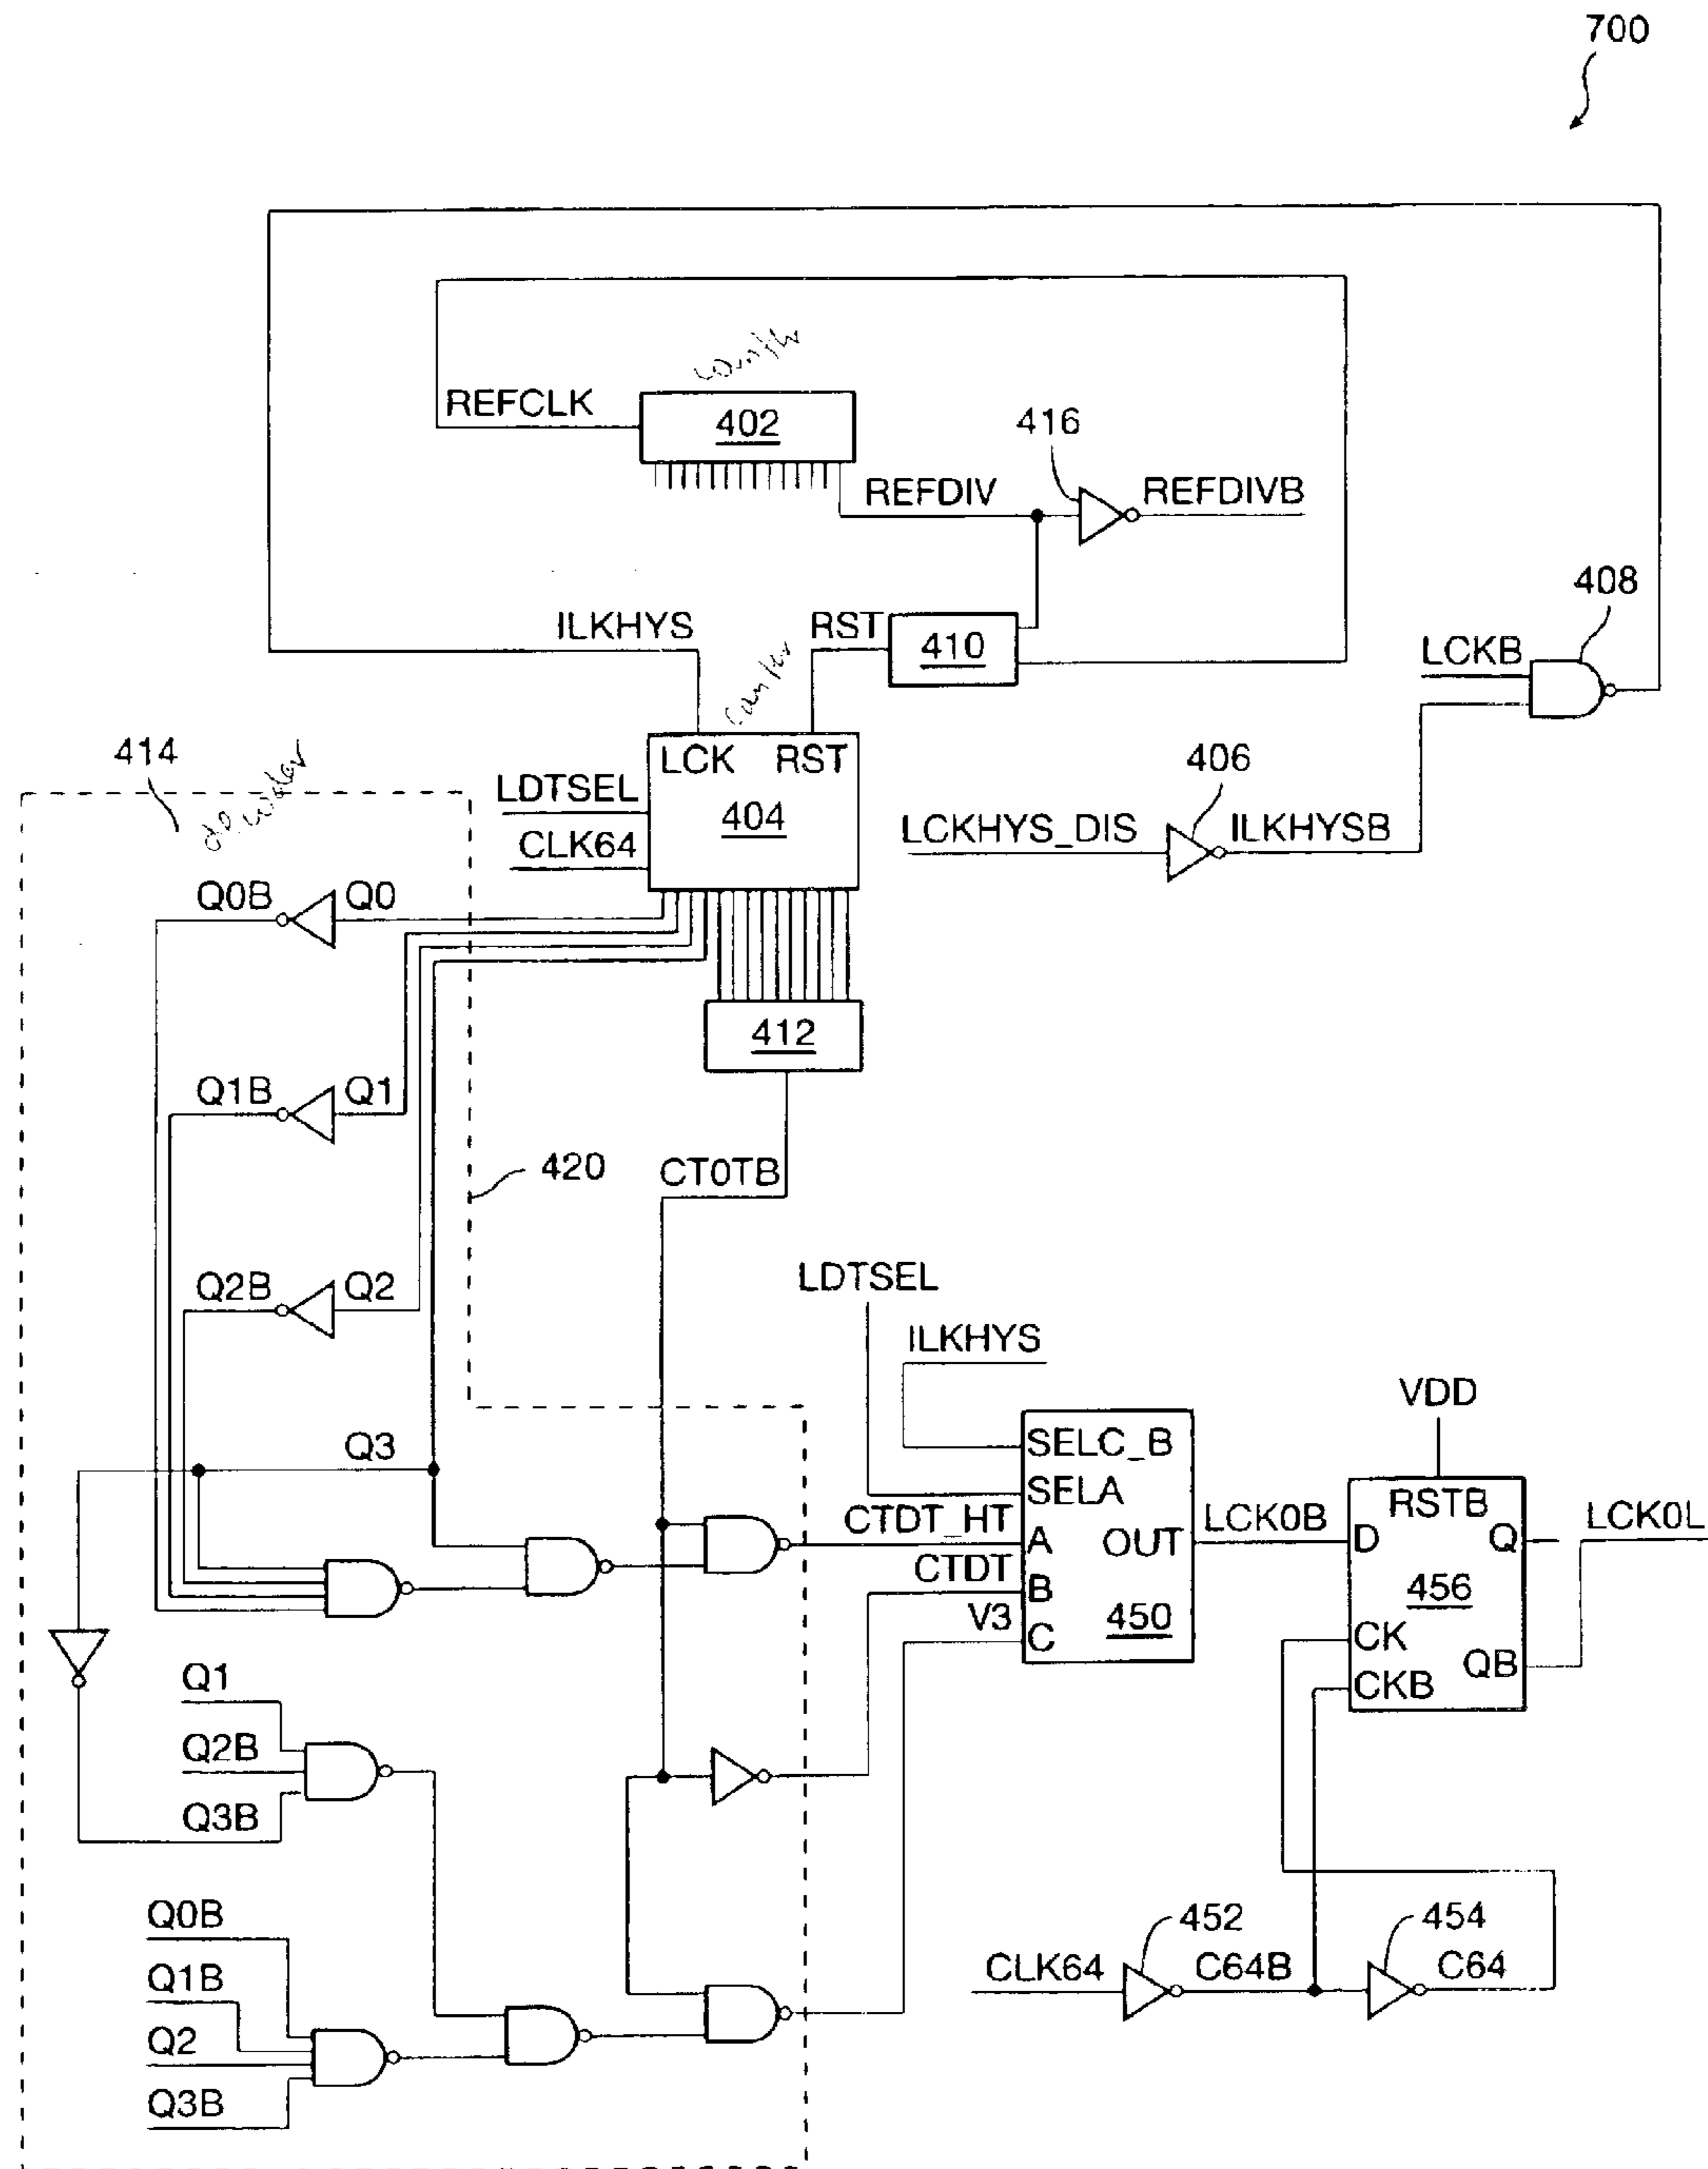 700
REFCLK
counter
402
416
REFDIV
REFDIVB
408
ILKHYS
RST
410
LCKB
counter
414
decoder
LCK RST
406
LDTSEL
404
LCKHYS_DIS
ILKHYSB
CLK64
Q0B
Q0
412
Q1B
Q1
420
CT0TB
Q2B
Q2
LDTSEL
ILKHYS
VDD
Q3
SELC_B
SELA
RSTB
CTDT_HT
A
OUT
LCK0B
D
Q
LCK0L
CTDT
B
456
V3
C
450
CK
QB
CKB
Q1
Q2B
Q3B
Q0B
452
454
Q1B
CLK64
C64B
C64
Q2
Q3B